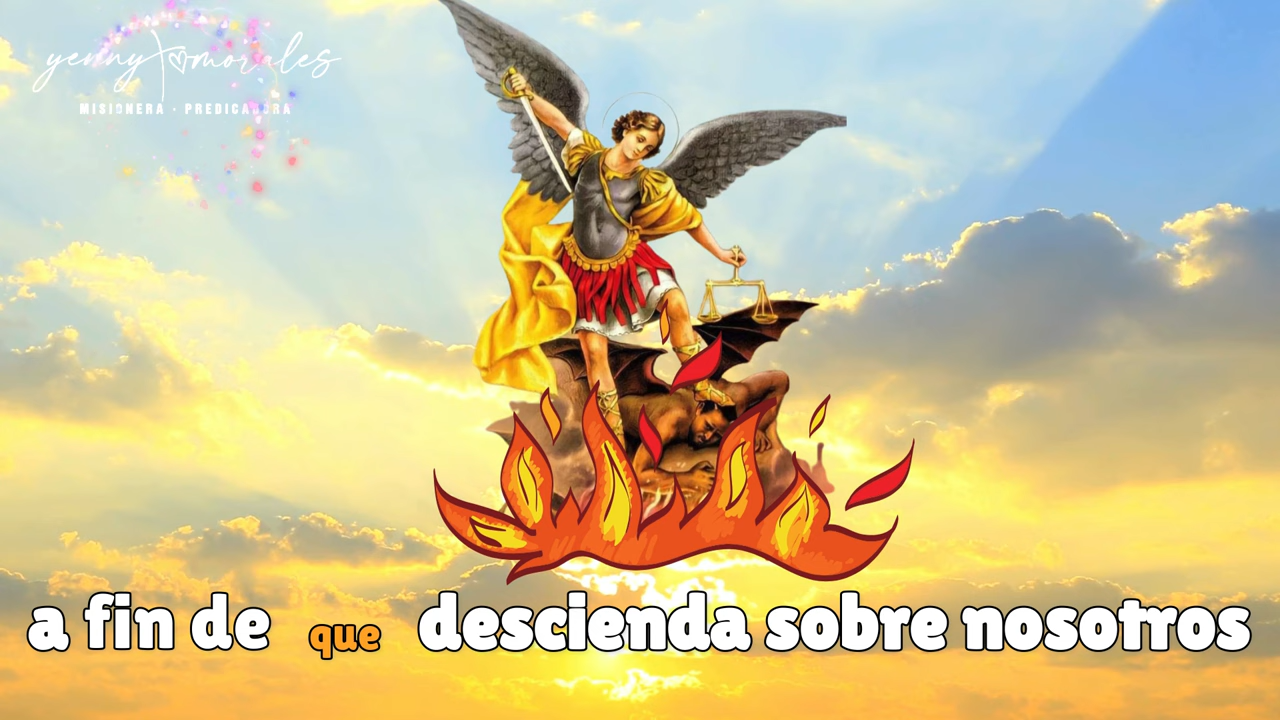 yenny morales
MISIONERA · PREDICADORA
a fin de que descienda sobre nosotros